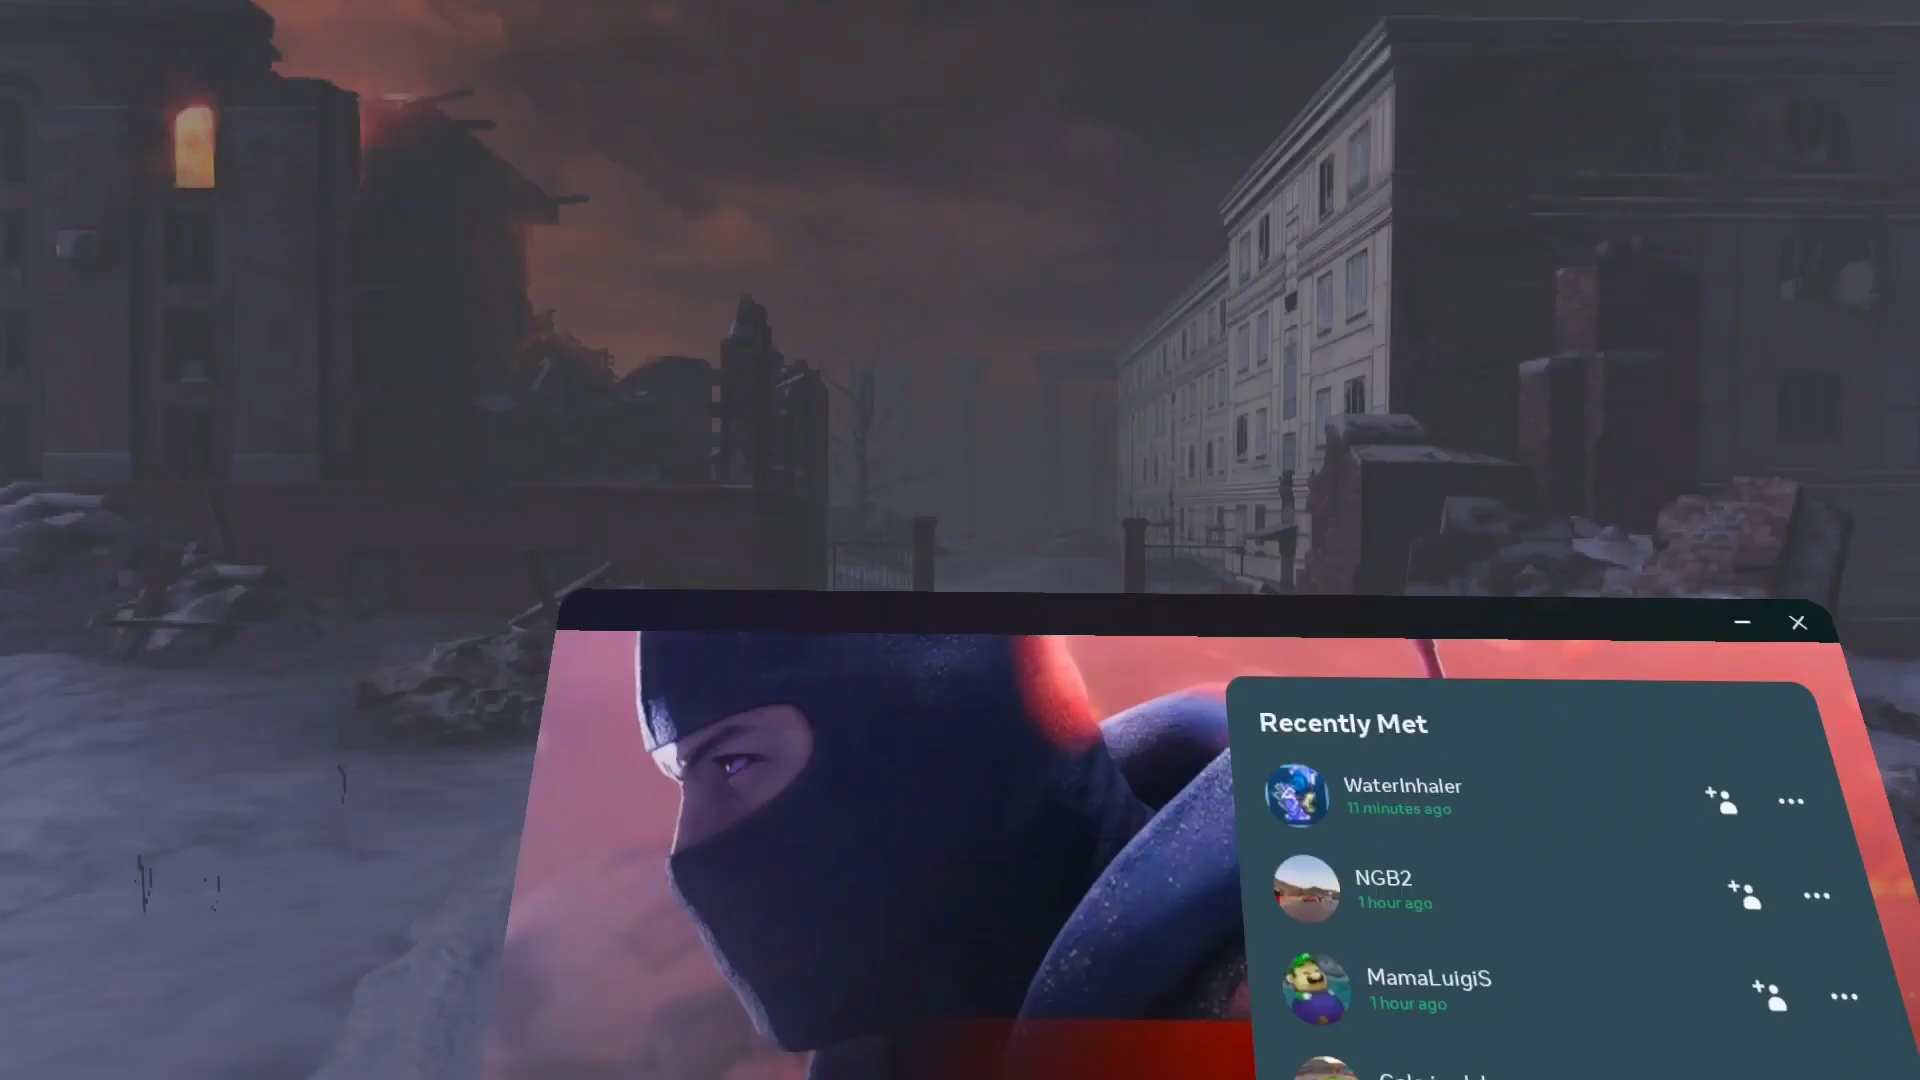 Recently Met
WaterInhaler
11 minutes ago
NGB2
1 hour ago
MamaLuigiS
1 hour ago